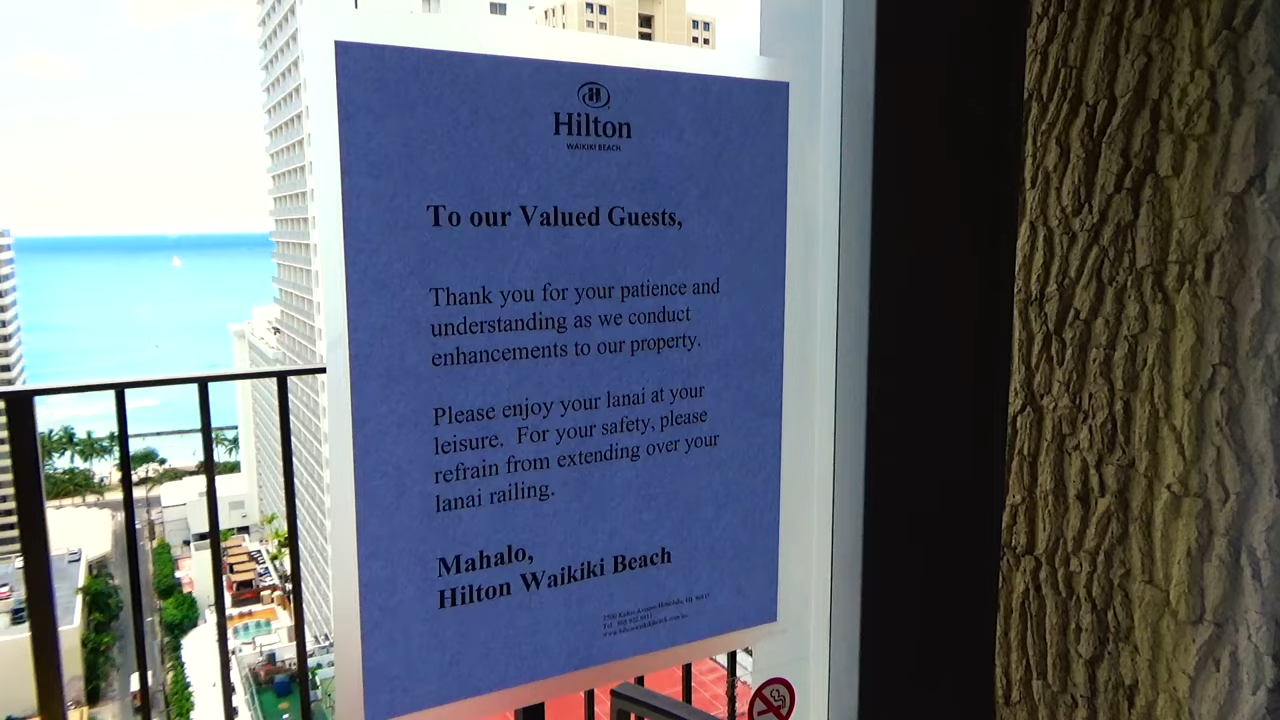 Hilton
WAIKIKI BEACH
To our Valued Guests,
Thank you for your patience and
understanding as we conduct
enhancements to our property.
Please enjoy your lanai at your
leisure. For your safety, please
refrain from extending over your
lanai railing.
Mahalo,
Hilton Waikiki Beach